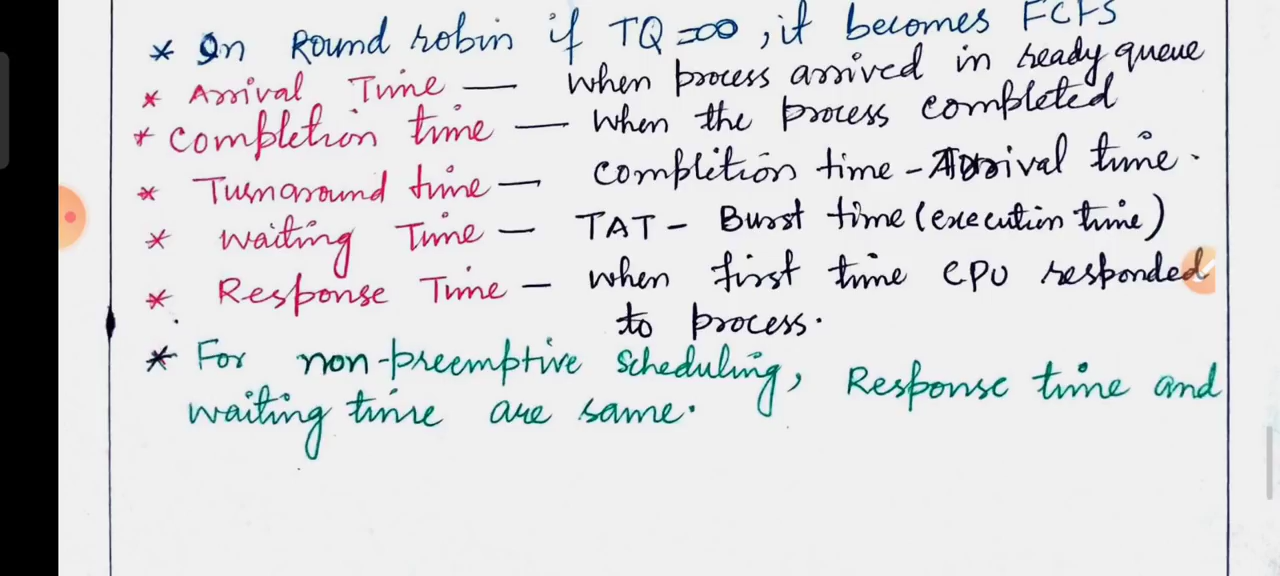 * In Round robin if TQ = ∞, it becomes FCFS
* Arrival Time — When process arrived in ready queue
* Completion time — When the process completed
* Turnaround time — Completion time - Arrival time.
* Waiting Time — TAT - Burst time (execution time)
* Response Time — When first time CPU responded
to process.
* For non-preemptive scheduling, Response time and
waiting time are same.